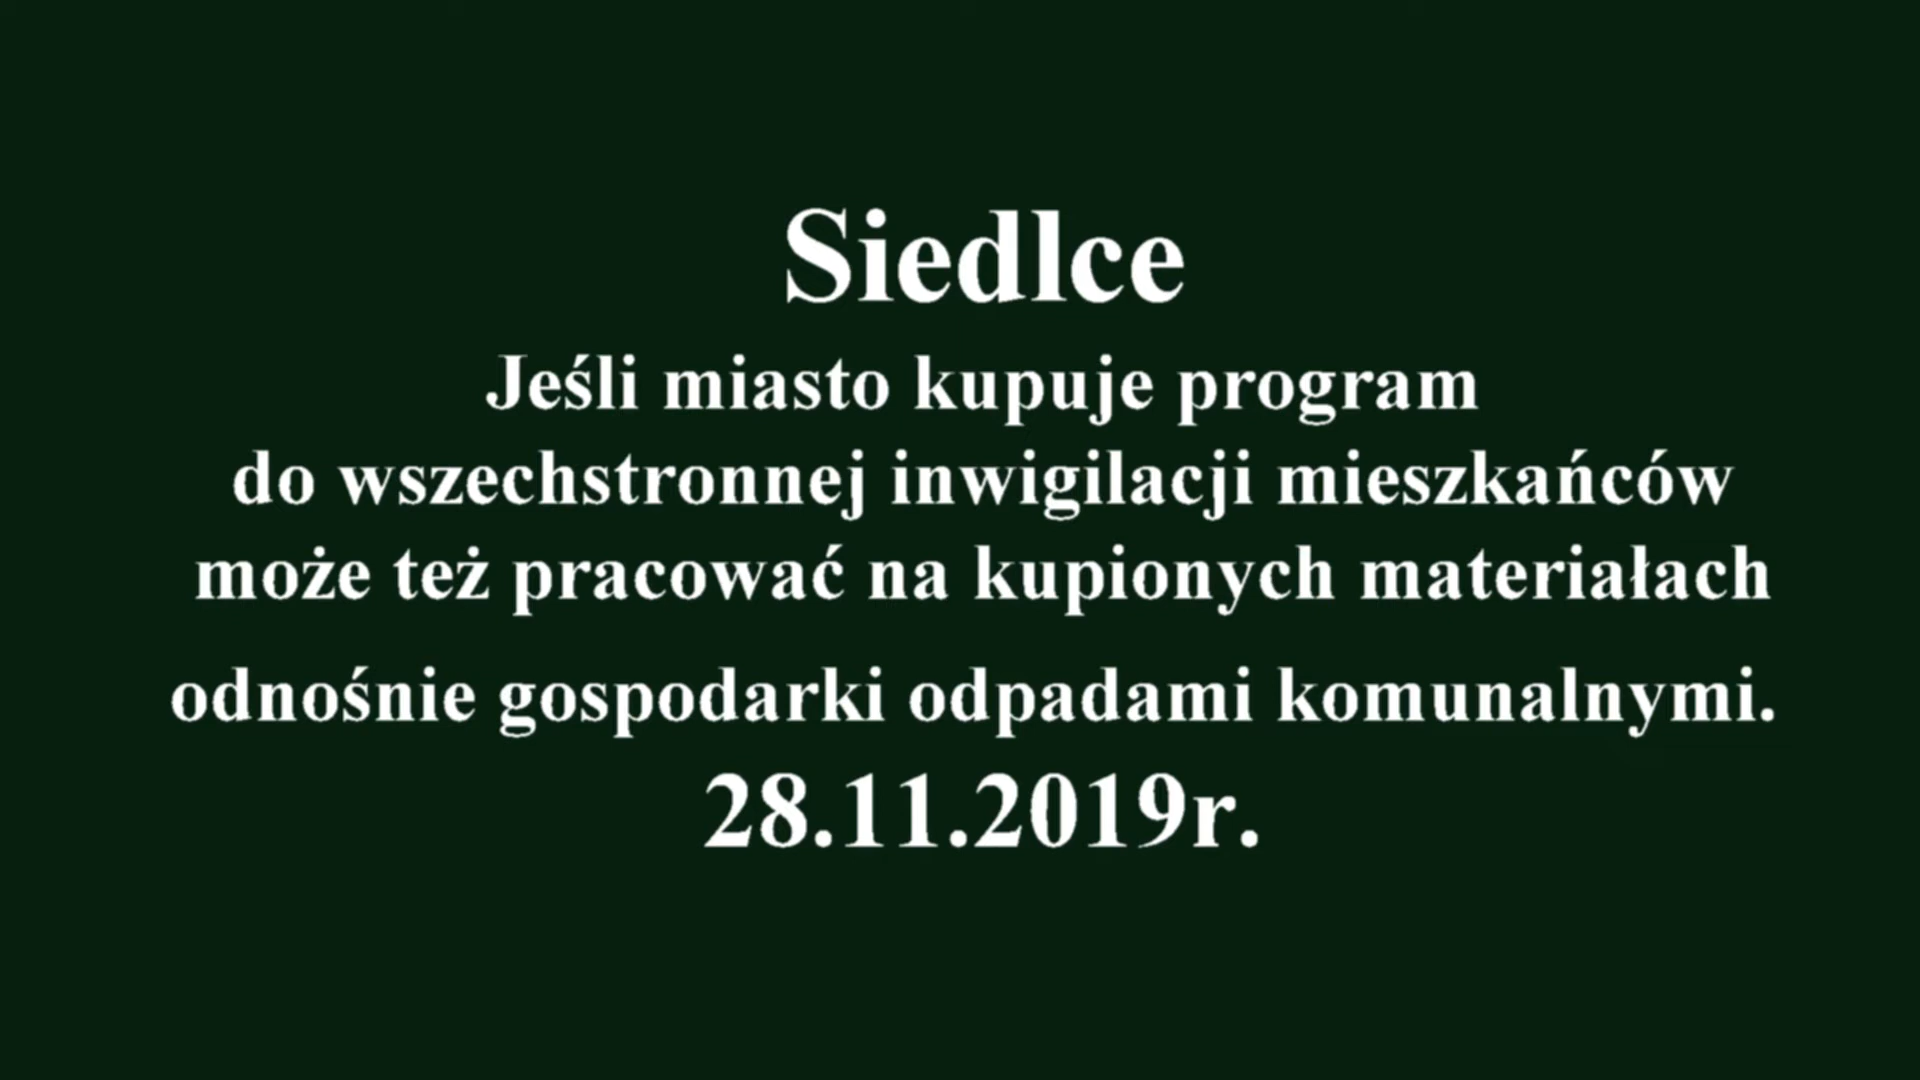 Siedlce
Jeśli miasto kupuje program
do wszechstronnej inwigilacji mieszkańców
może też pracować na kupionych materiałach
odnośnie gospodarki odpadami komunalnymi.
28.11.2019r.